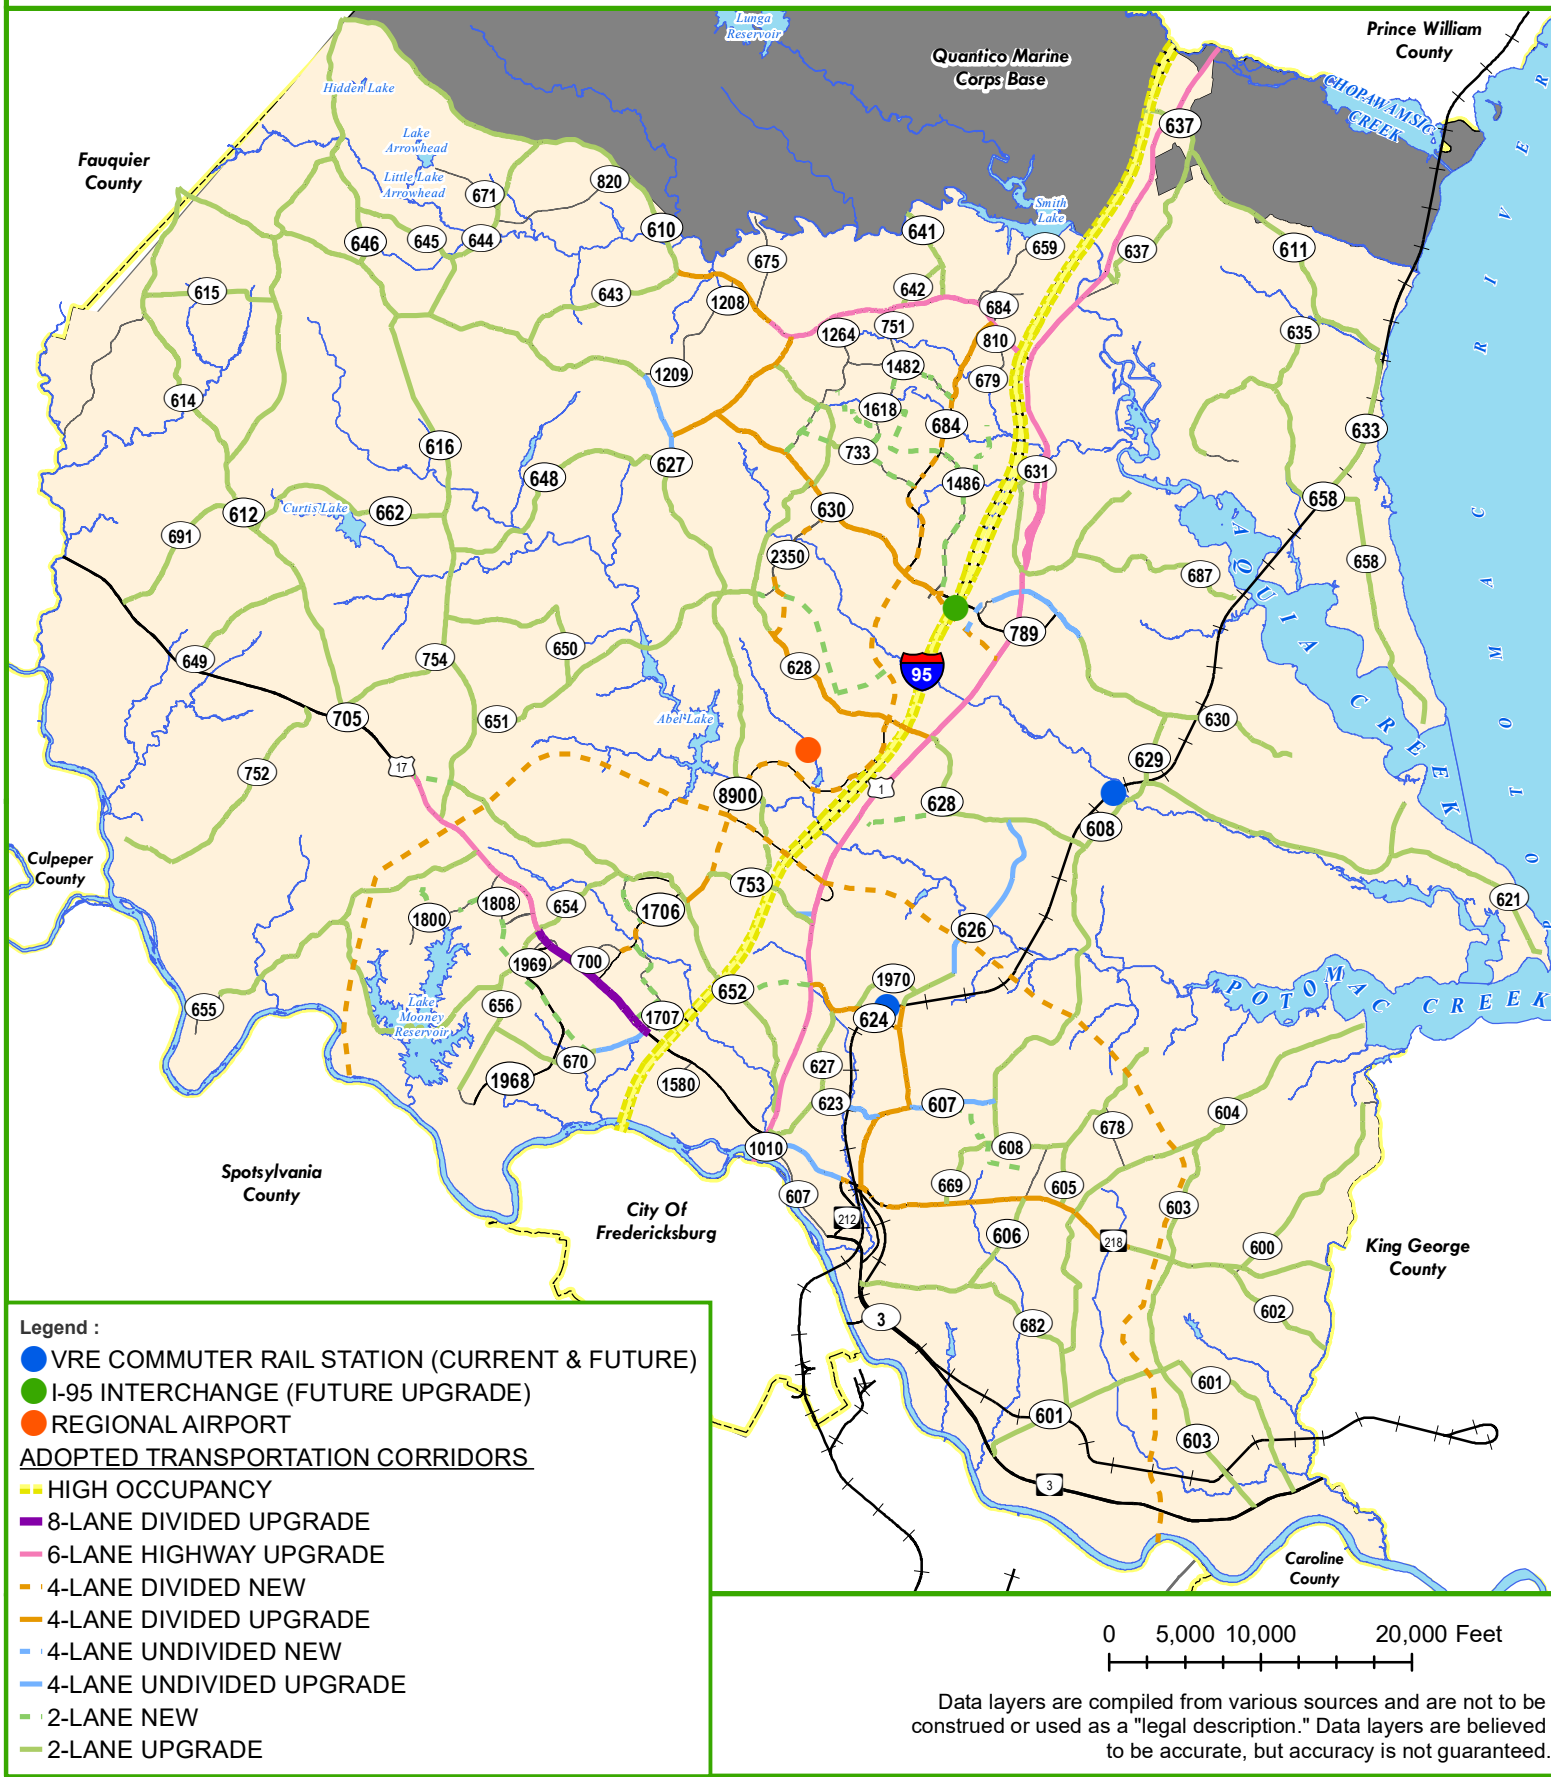 Lunga
Reservoir
Prince William
County
Quantico Marine
Corps Base
Hidden Lake
CHOPAWAMSIC
CREEK
637
Lake
Arrowhead
Fauquier
County
Little Lake
Arrowhead
671
820
Smith
Lake
610
641
646
645
644
659
637
611
675
615
643
1208
642
684
1264
751
810
635
1482
1209
679
614
1618
684
633
616
733
627
631
648
1486
658
Curtis Lake
662
630
612
691
2350
658
687
AQUIA CREEK
POTOMAC RIVER
789
650
649
754
628
95
705
651
Abel Lake
630
17
752
629
8900
1
628
608
Culpeper
County
753
621
1808
654
1706
1800
626
700
1969
1970
652
655
656
Lake
Mooney
Reservoir
1707
624
POTOMAC CREEK
670
627
1968
1580
623
607
604
678
1010
608
Spotsylvania
County
669
605
607
603
City Of
Fredericksburg
212
606
218
600
King George
County
602
3
682
601
601
603
3
Caroline
County
Legend :
VRE COMMUTER RAIL STATION (CURRENT & FUTURE)
I-95 INTERCHANGE (FUTURE UPGRADE)
REGIONAL AIRPORT
ADOPTED TRANSPORTATION CORRIDORS
HIGH OCCUPANCY
8-LANE DIVIDED UPGRADE
6-LANE HIGHWAY UPGRADE
4-LANE DIVIDED NEW
4-LANE DIVIDED UPGRADE
4-LANE UNDIVIDED NEW
4-LANE UNDIVIDED UPGRADE
2-LANE NEW
2-LANE UPGRADE
0 5,000 10,000 20,000 Feet
Data layers are compiled from various sources and are not to be
construed or used as a "legal description." Data layers are believed
to be accurate, but accuracy is not guaranteed.